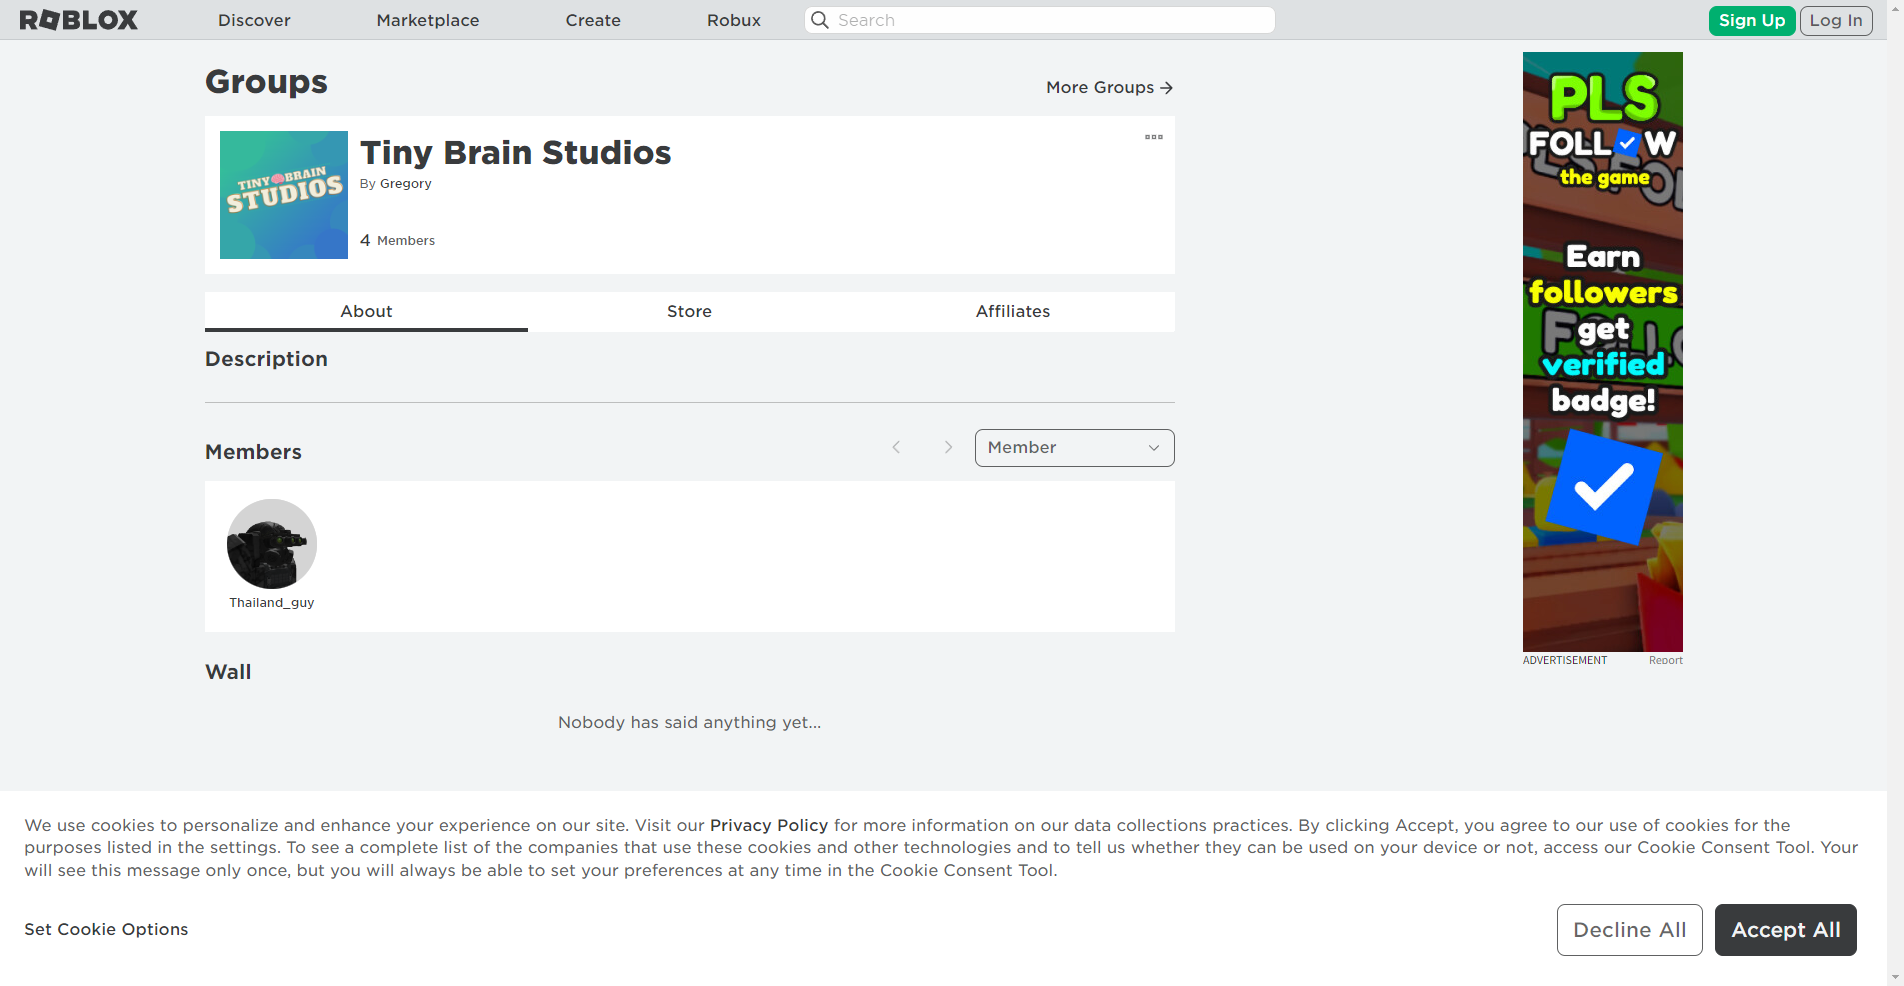 ROBLOX
Discover
Marketplace
Create
Robux
Search
Sign Up
Log In
Groups
More Groups
TINY BRAIN
STUDIOS
Tiny Brain Studios
By Gregory
4 Members
About
Store
Affiliates
Description
Members
Member
Thailand_guy
Wall
Nobody has said anything yet...
PLS
FOLLOW
the game
Earn
followers
get
verified
badge!
ADVERTISEMENT
Report
We use cookies to personalize and enhance your experience on our site. Visit our Privacy Policy for more information on our data collections practices. By clicking Accept, you agree to our use of cookies for the
purposes listed in the settings. To see a complete list of the companies that use these cookies and other technologies and to tell us whether they can be used on your device or not, access our Cookie Consent Tool. Your
will see this message only once, but you will always be able to set your preferences at any time in the Cookie Consent Tool.
Set Cookie Options
Decline All
Accept All